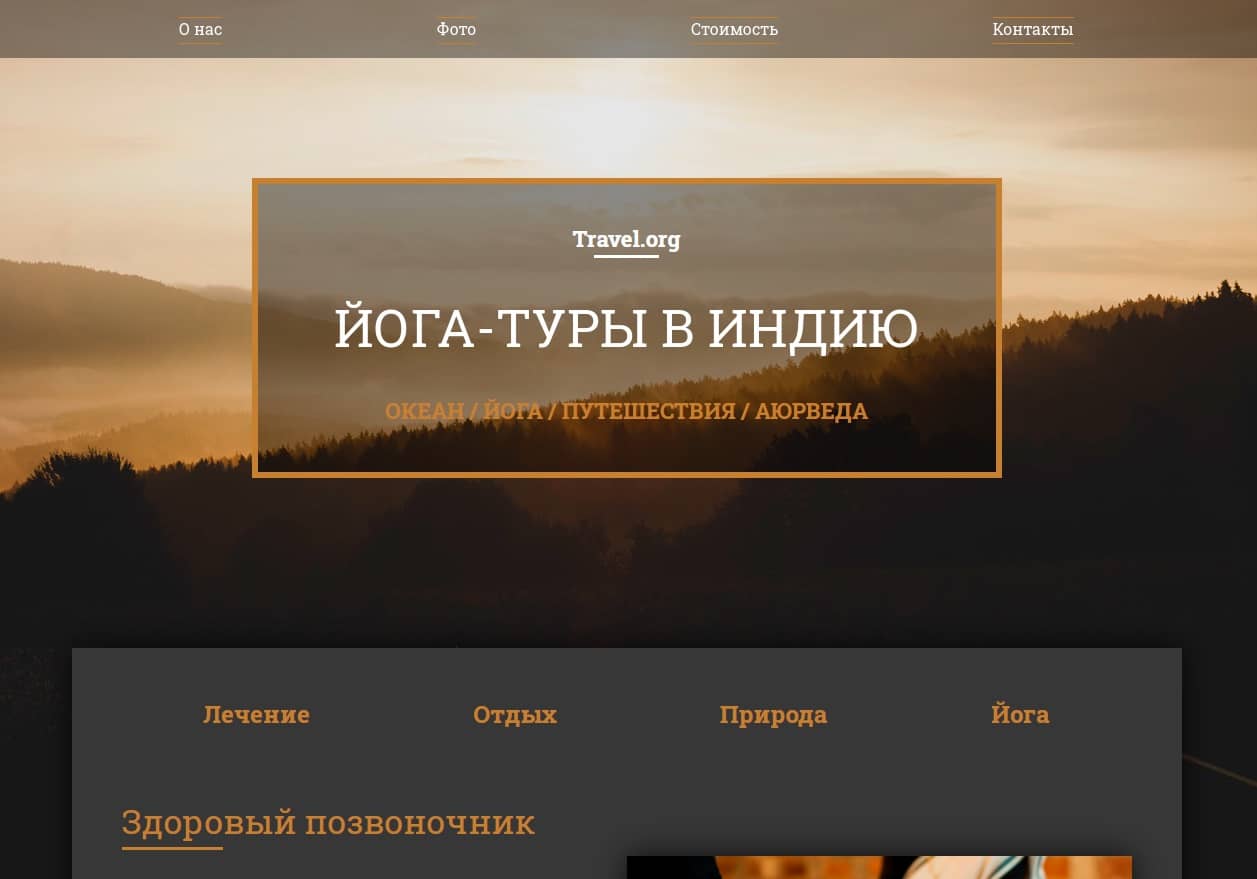 О нас
Фото
Стоимость
Контакты
Travel.org
ЙОГА-ТУРЫ В ИНДИЮ
ОКЕАН / ЙОГА / ПУТЕШЕСТВИЯ / АЮРВЕДА
Лечение
Отдых
Природа
Йога
Здоровый позвоночник